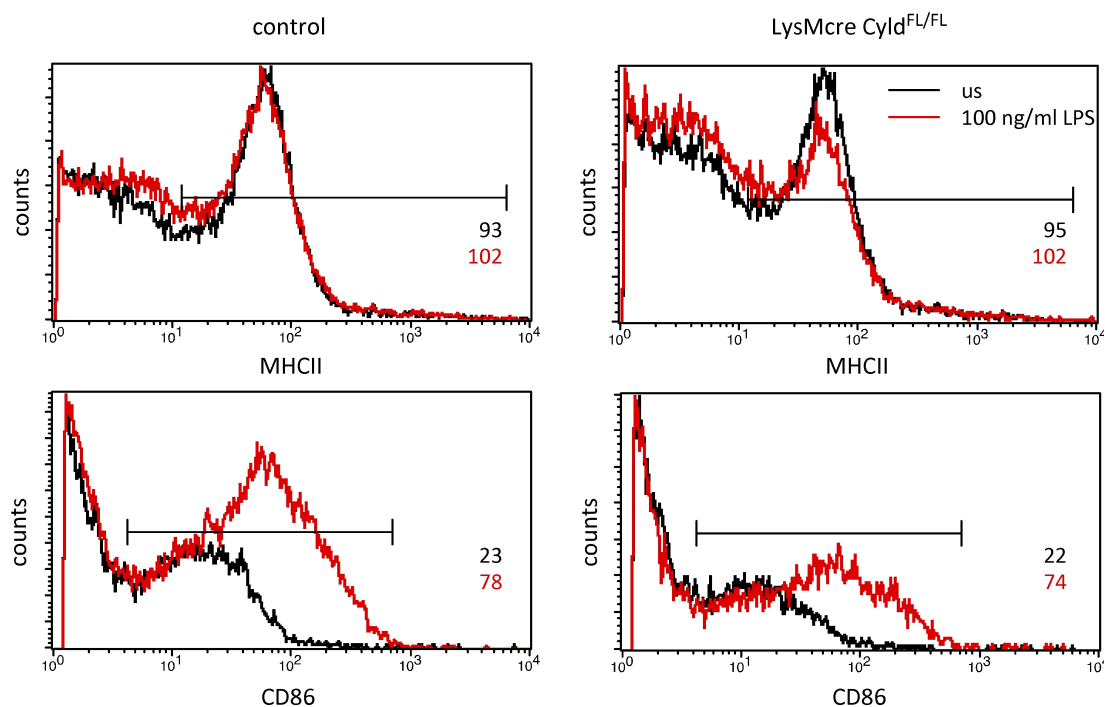 control
LysMcre Cyld^FL/FL
counts
93
102
10^0 10^1 10^2 10^3 10^4
MHCII
counts
us
100 ng/ml LPS
95
102
10^0 10^1 10^2 10^3 10^4
MHCII
counts
23
78
10^0 10^1 10^2 10^3 10^4
CD86
counts
22
74
10^0 10^1 10^2 10^3 10^4
CD86